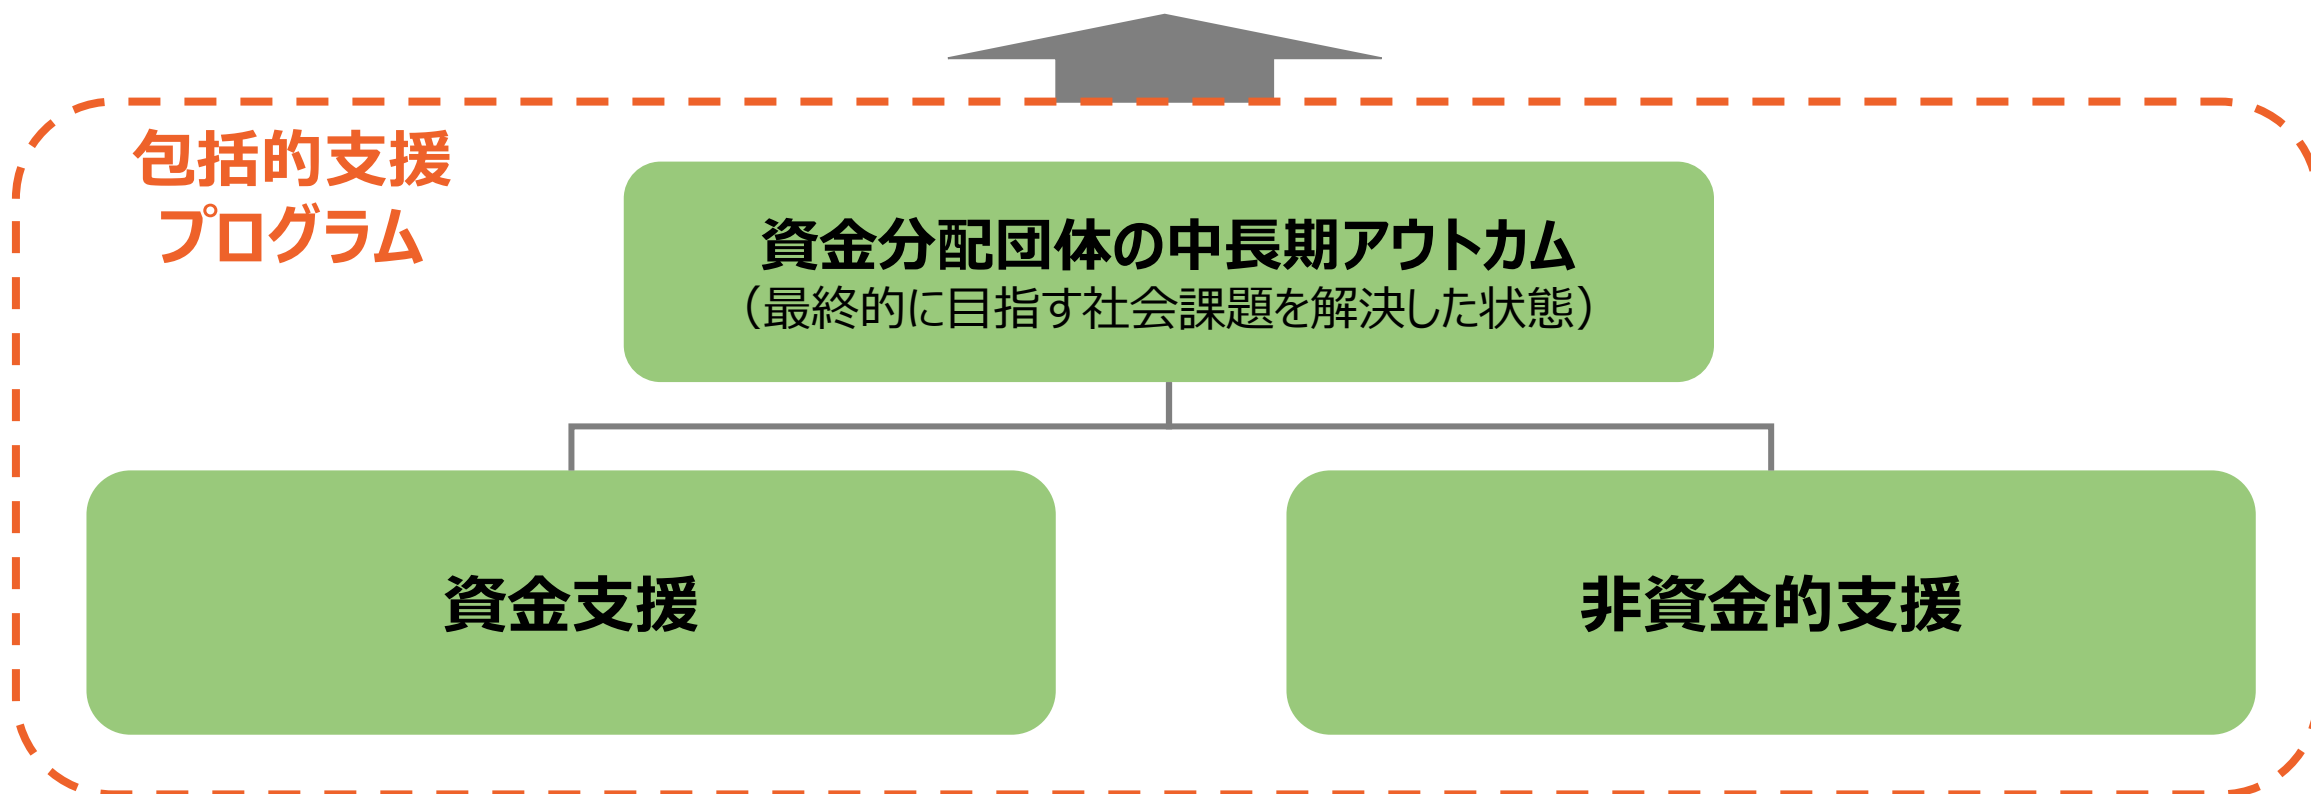 包括的支援
プログラム
資金分配団体の中長期アウトカム
（最終的に目指す社会課題を解決した状態）
資金支援
非資金的支援